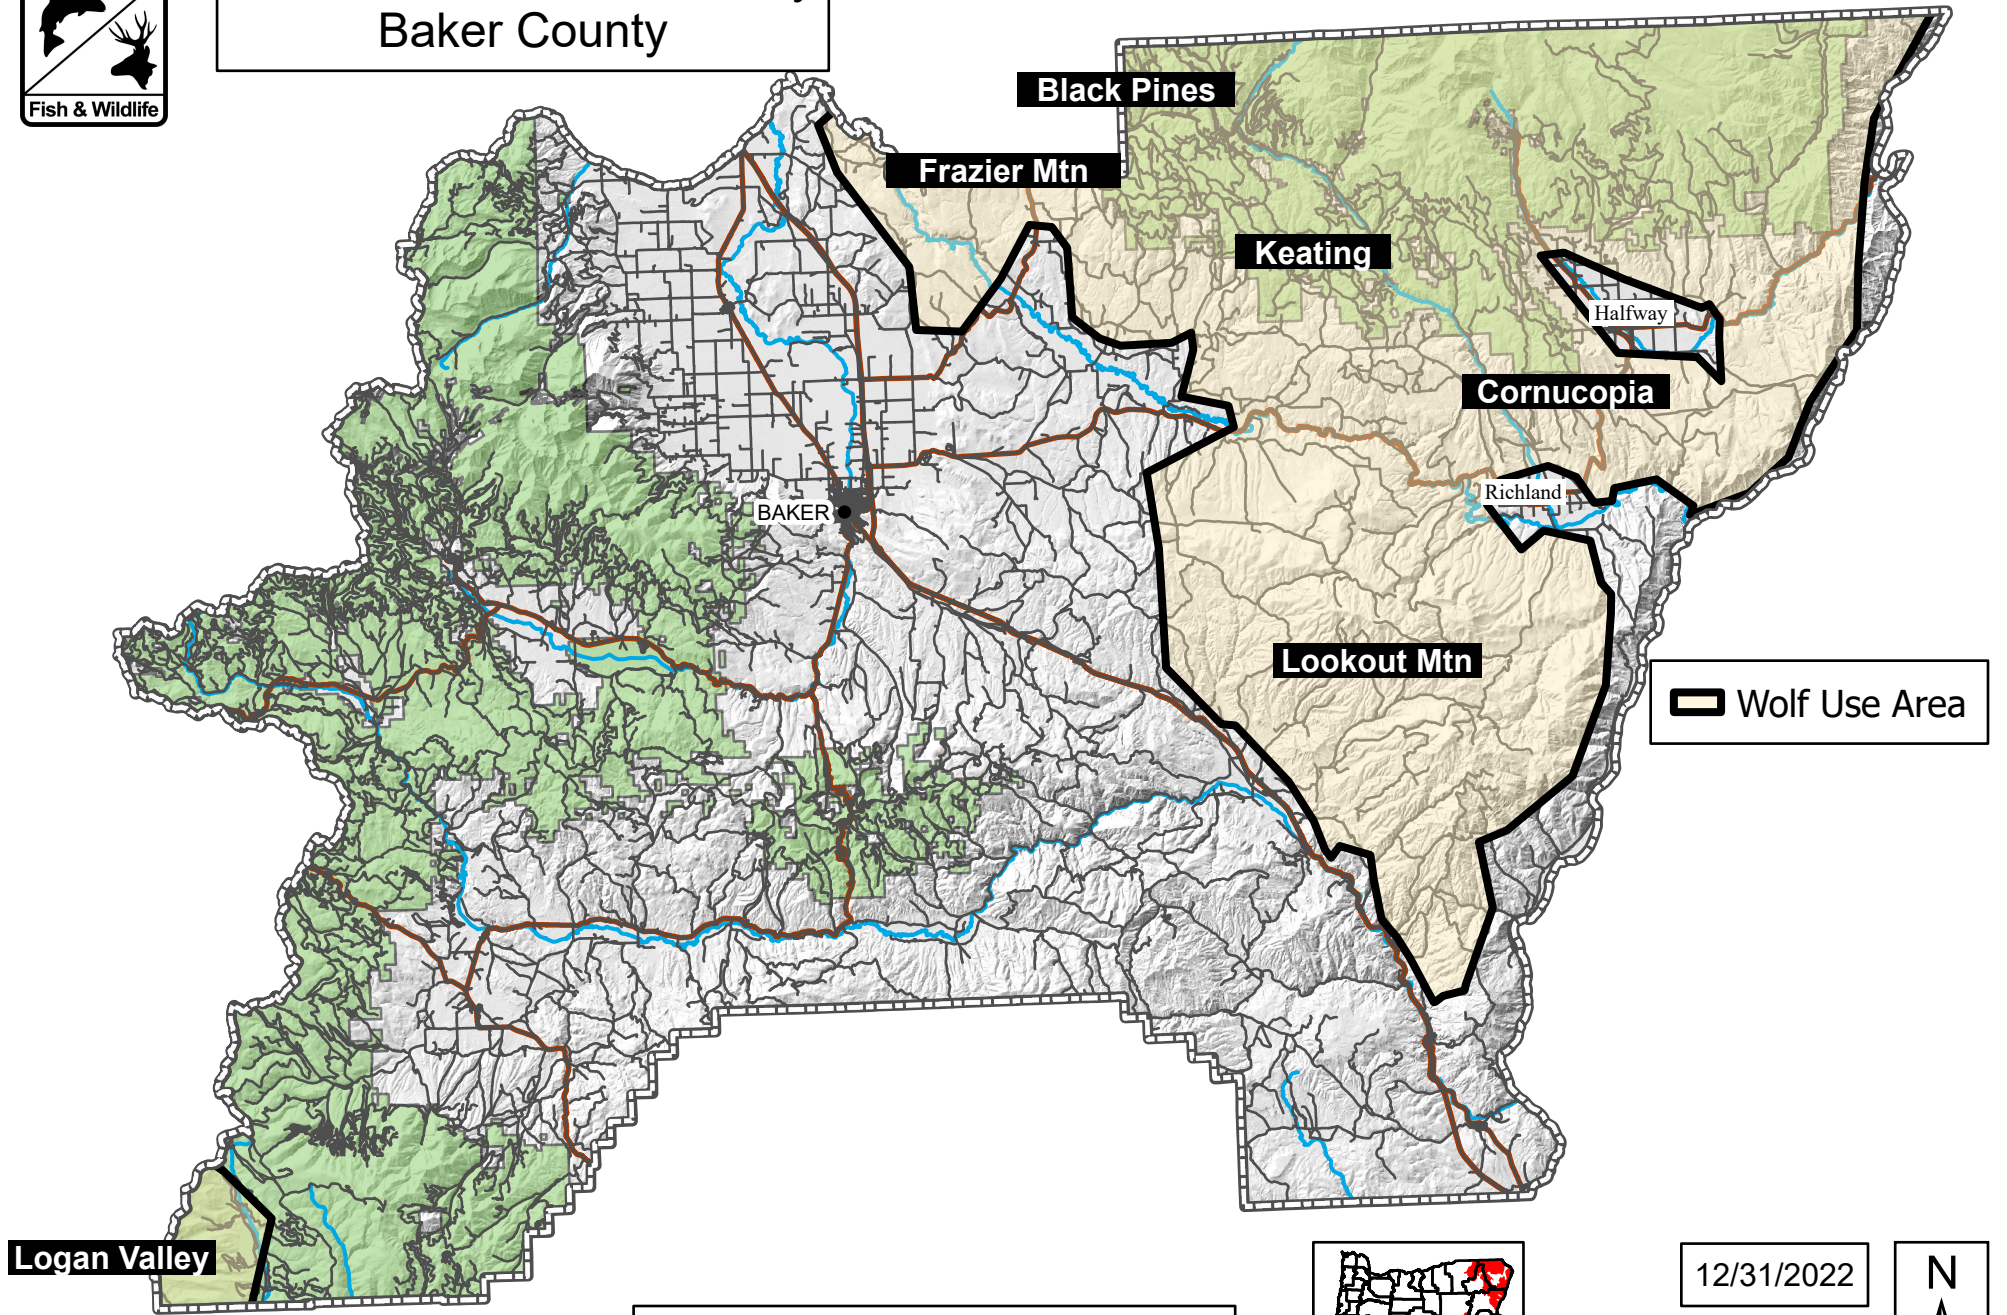 Baker County
Fish & Wildlife
Black Pines
Frazier Mtn
Keating
Halfway
Cornucopia
Richland
BAKER
Lookout Mtn
Wolf Use Area
Logan Valley
12/31/2022
N